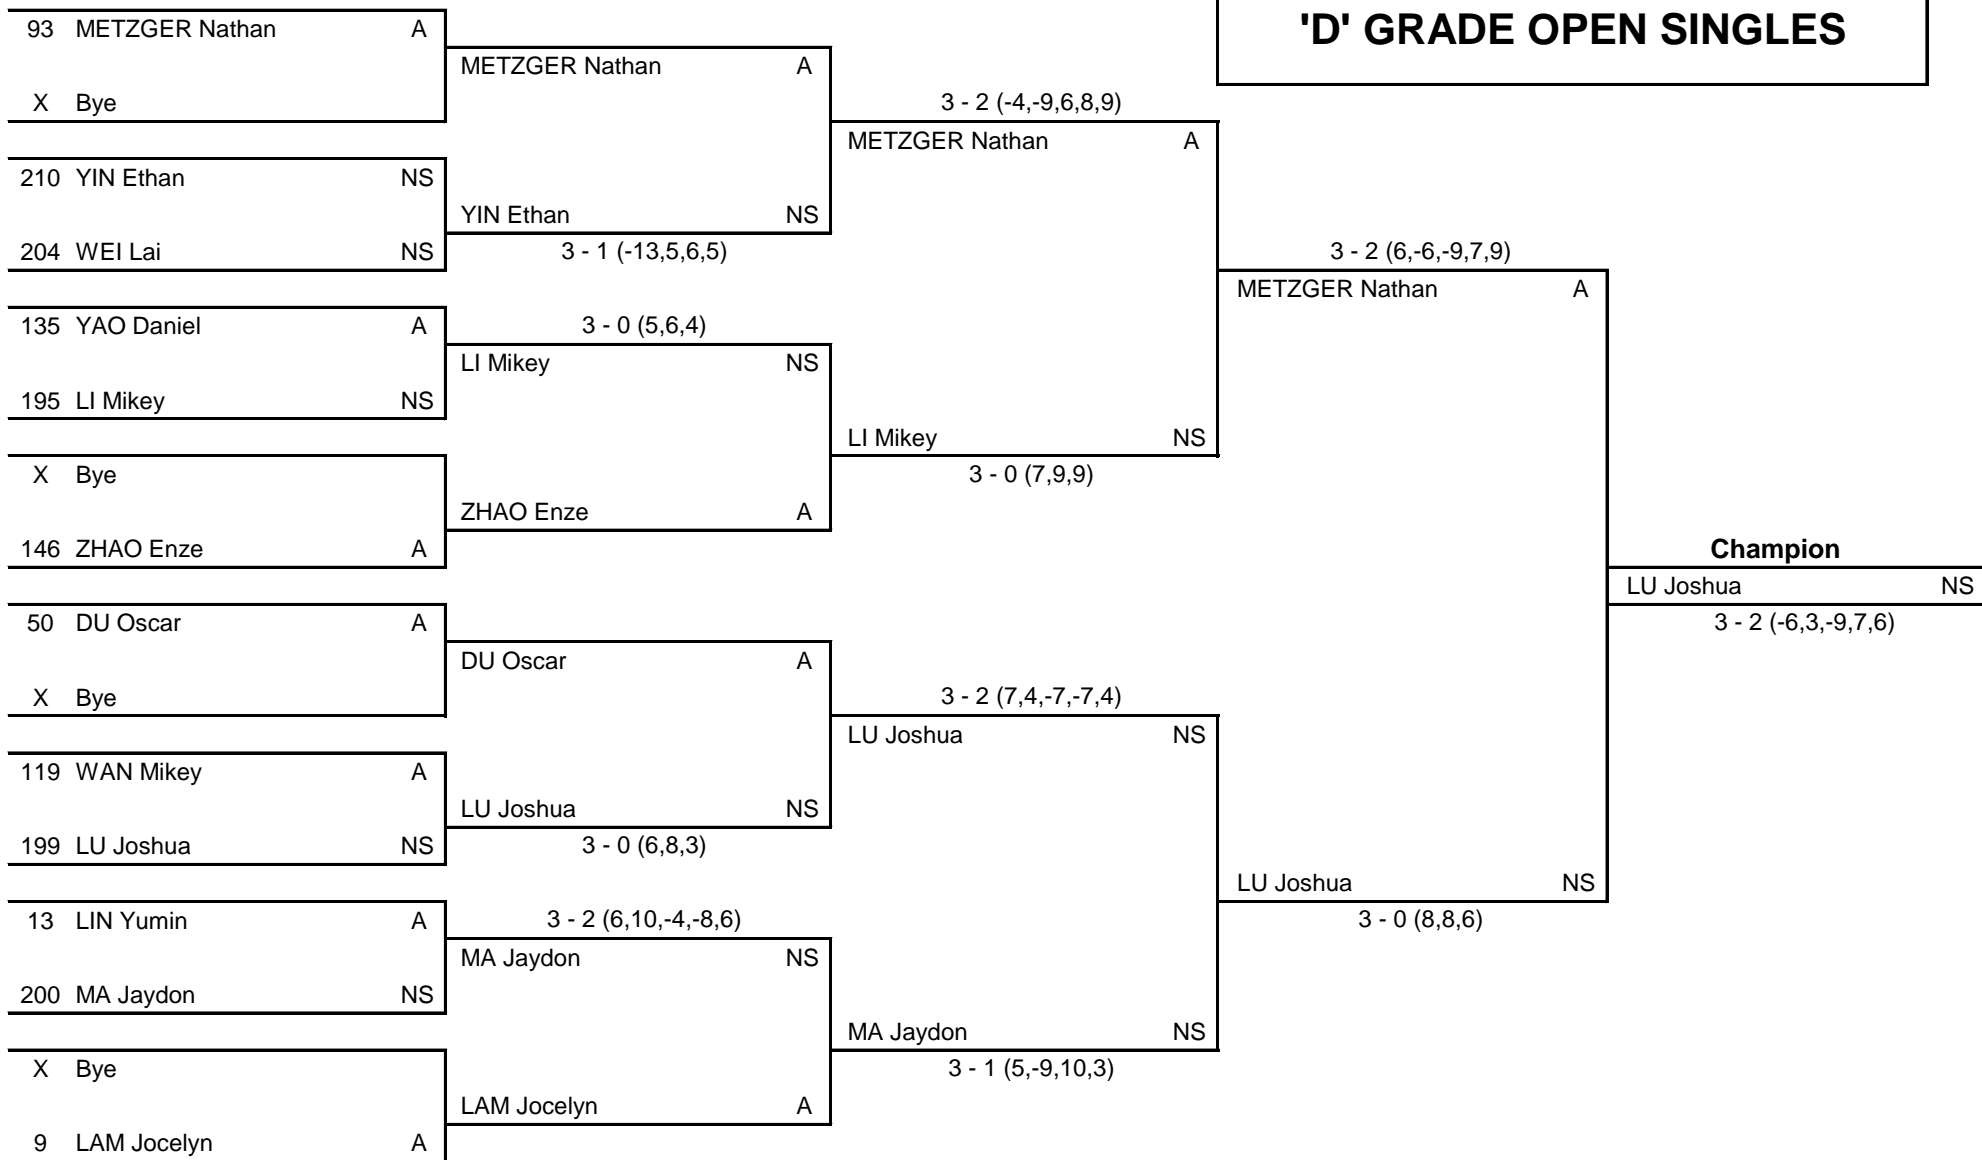 'D' GRADE OPEN SINGLES
93 METZGER Nathan A
METZGER Nathan A
X Bye
3 - 2 (-4,-9,6,8,9)
METZGER Nathan A
210 YIN Ethan NS
YIN Ethan NS
204 WEI Lai NS
3 - 1 (-13,5,6,5)
3 - 2 (6,-6,-9,7,9)
METZGER Nathan A
135 YAO Daniel A
3 - 0 (5,6,4)
LI Mikey NS
195 LI Mikey NS
LI Mikey NS
X Bye
3 - 0 (7,9,9)
ZHAO Enze A
146 ZHAO Enze A
Champion
LU Joshua NS
3 - 2 (-6,3,-9,7,6)
50 DU Oscar A
DU Oscar A
X Bye
3 - 2 (7,4,-7,-7,4)
LU Joshua NS
119 WAN Mikey A
LU Joshua NS
199 LU Joshua NS
3 - 0 (6,8,3)
LU Joshua NS
3 - 0 (8,8,6)
13 LIN Yumin A
3 - 2 (6,10,-4,-8,6)
MA Jaydon NS
200 MA Jaydon NS
MA Jaydon NS
X Bye
3 - 1 (5,-9,10,3)
LAM Jocelyn A
9 LAM Jocelyn A